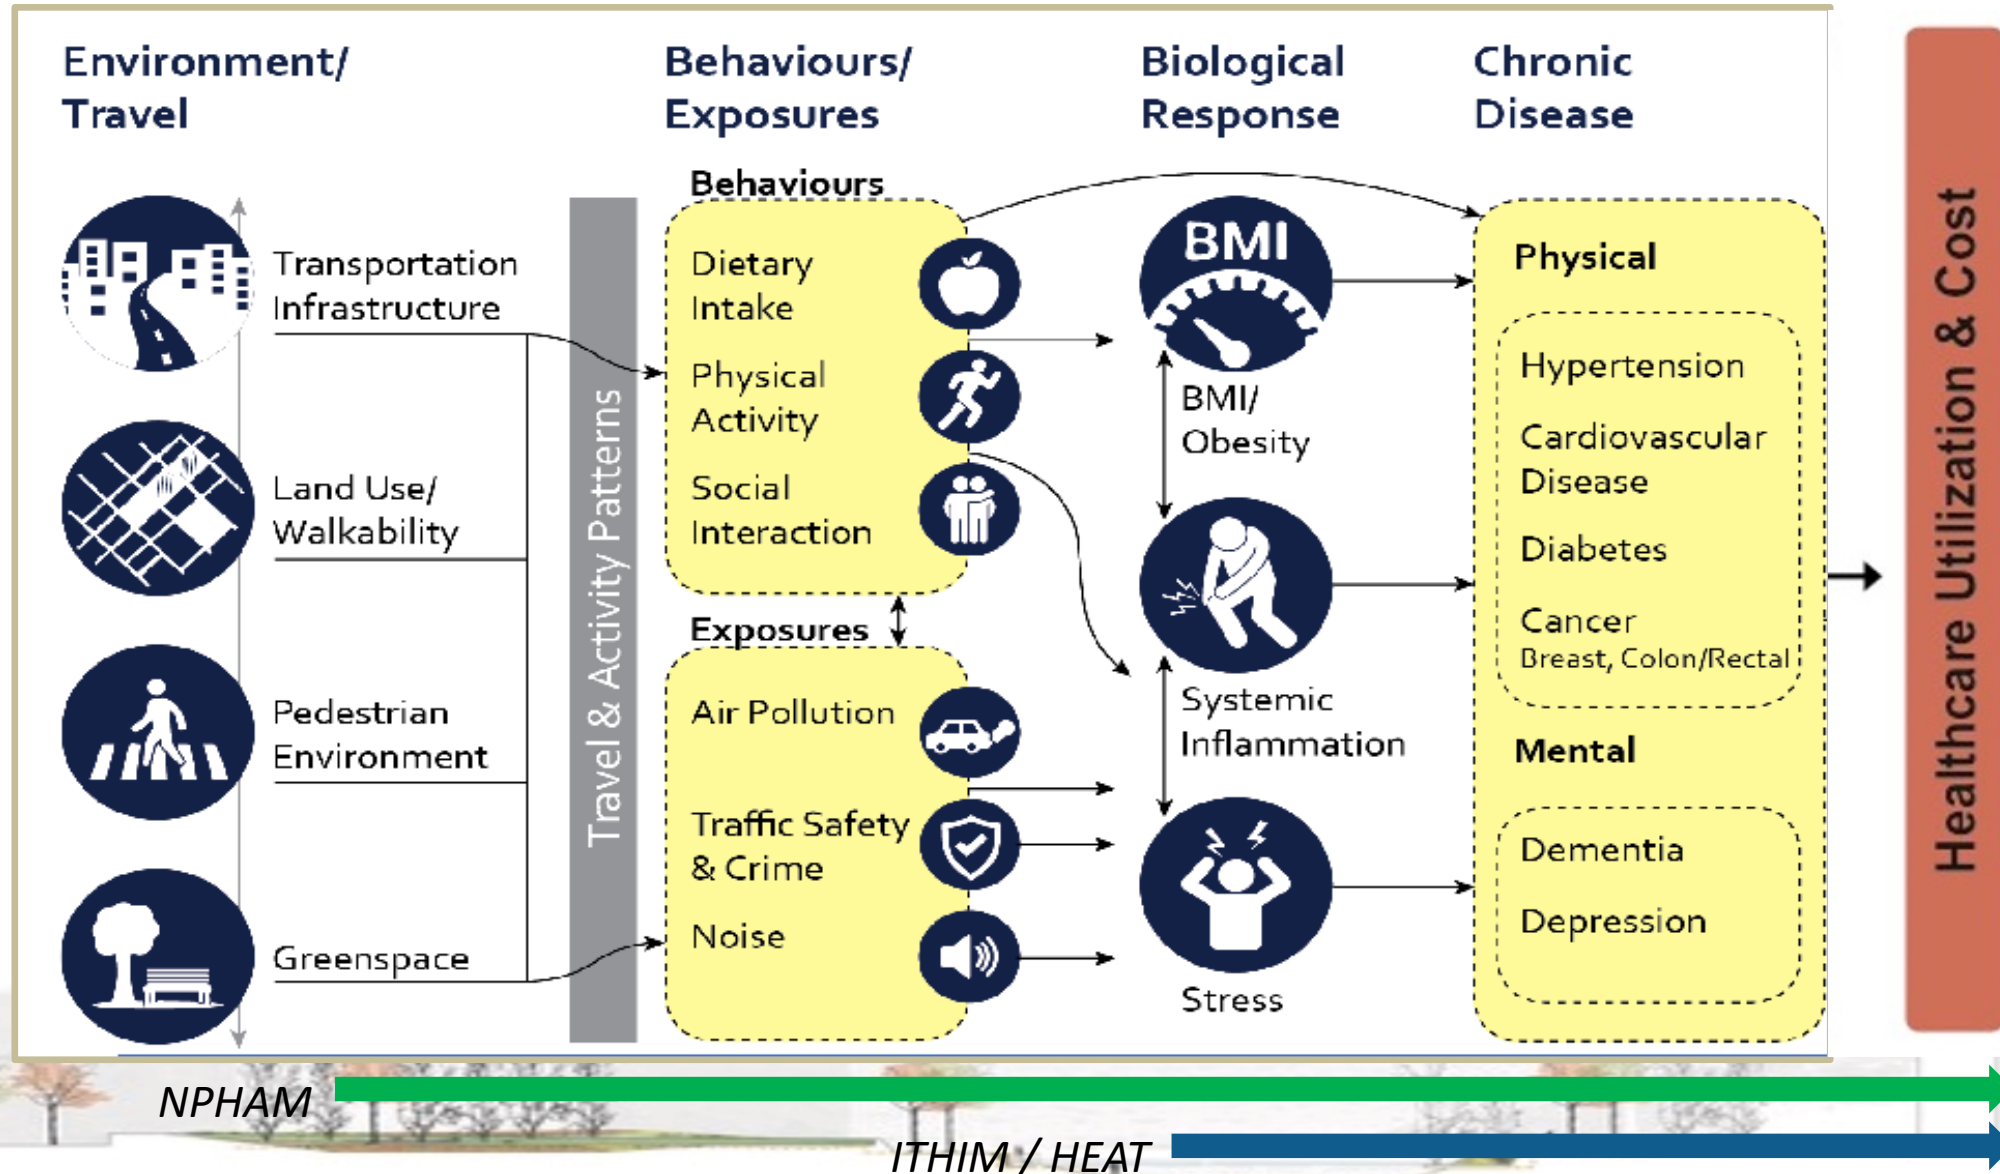 Environment/
Travel
Transportation
Infrastructure
Land Use/
Walkability
Pedestrian
Environment
Greenspace
Travel & Activity Patterns
Behaviours/
Exposures
Behaviours
Dietary
Intake
Physical
Activity
Social
Interaction
Exposures
Air Pollution
Traffic Safety
& Crime
Noise
Biological
Response
BMI
BMI/
Obesity
Systemic
Inflammation
Stress
Chronic
Disease
Physical
Hypertension
Cardiovascular
Disease
Diabetes
Cancer
Breast, Colon/Rectal
Mental
Dementia
Depression
Healthcare Utilization & Cost
NPHAM
ITHIM / HEAT